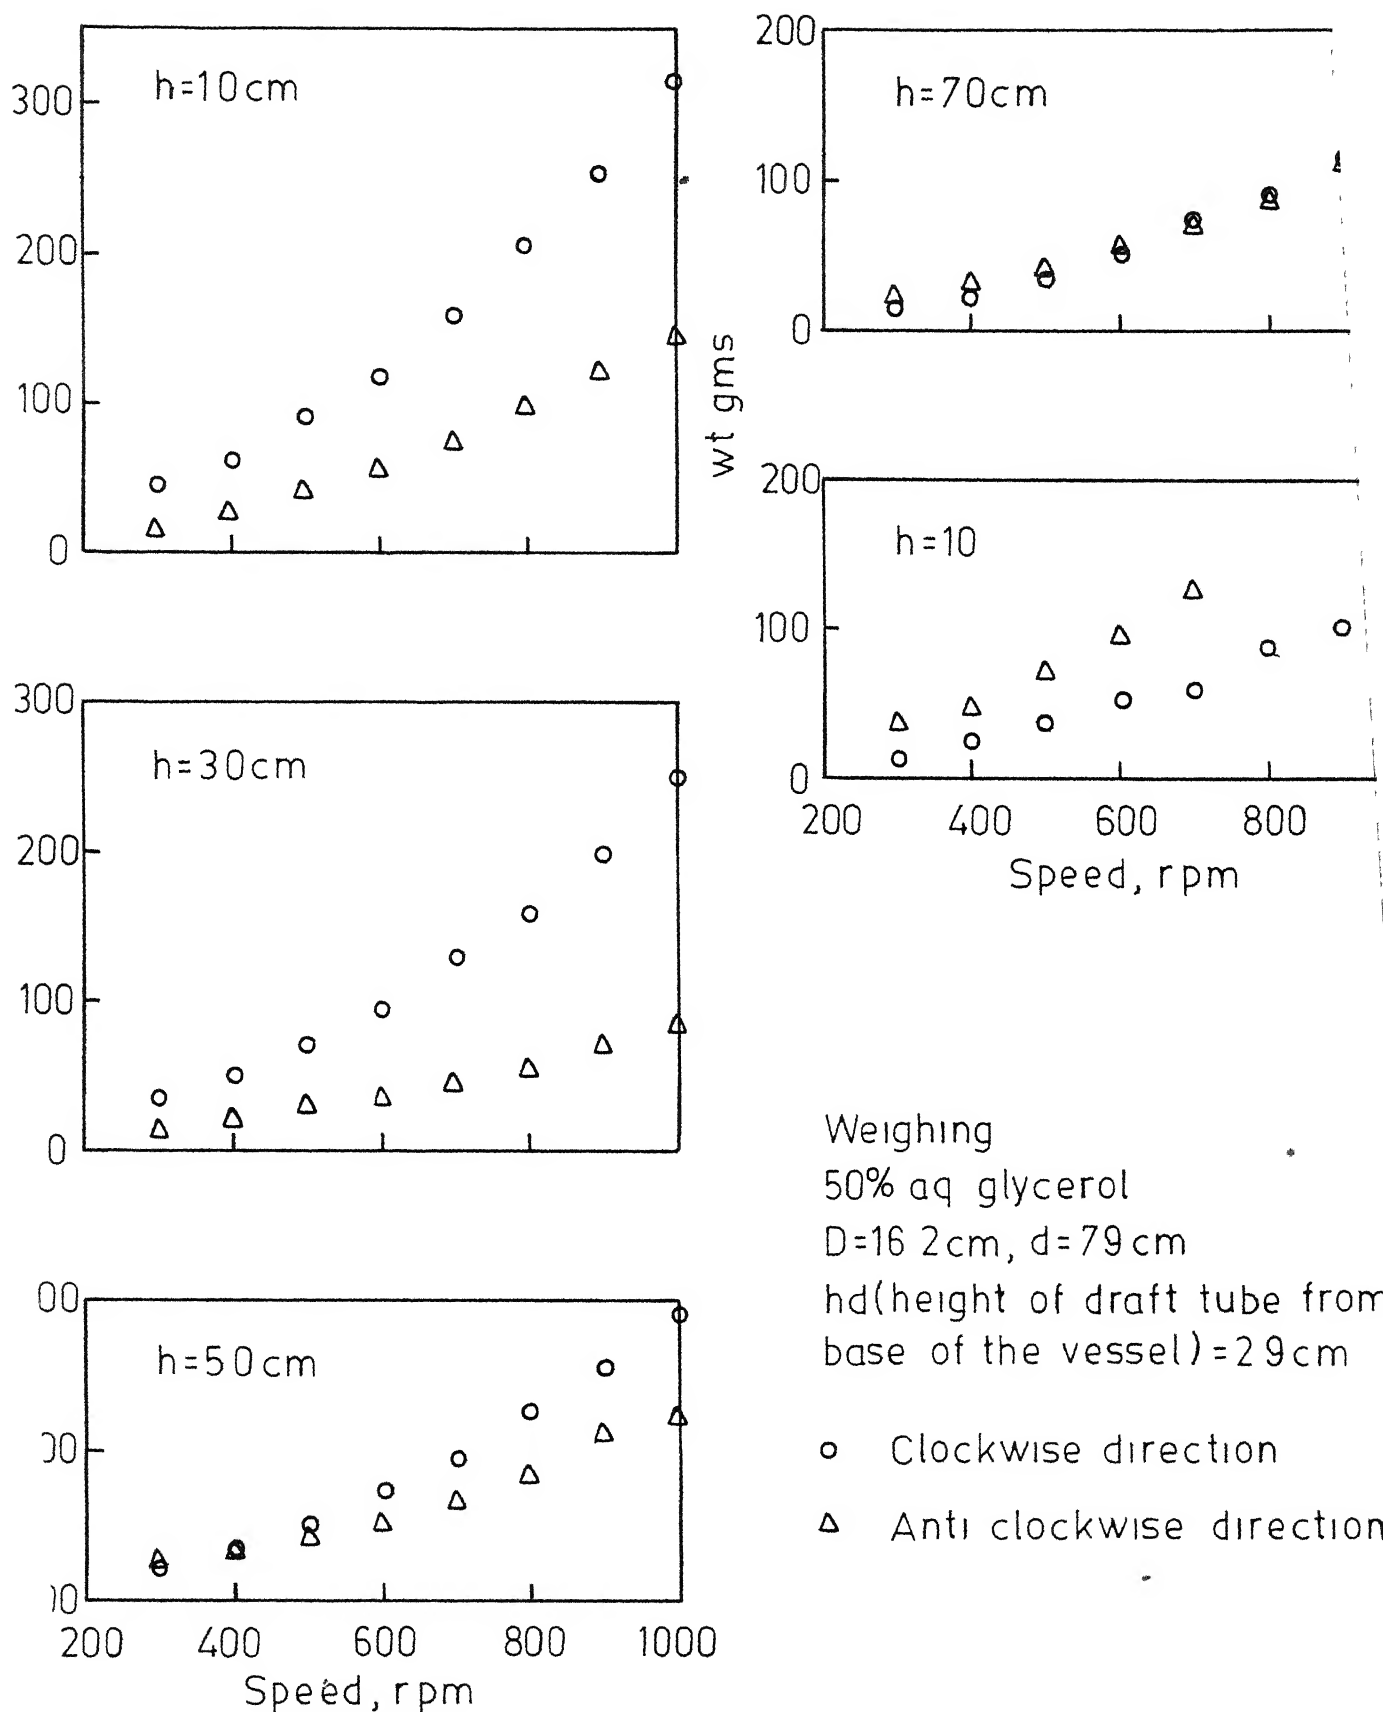 h=10cm
300
200
100
0
h=30cm
300
200
100
0
h=50cm
00
00
00
200 400 600 800 1000
Speed, rpm
wt gms
h=70cm
200
100
0
h=10
200
100
0
200 400 600 800
Speed, rpm
Weighing
50% aq glycerol
D=16 2cm, d=79cm
hd(height of draft tube from
base of the vessel)=29cm
Clockwise direction
Anti clockwise direction